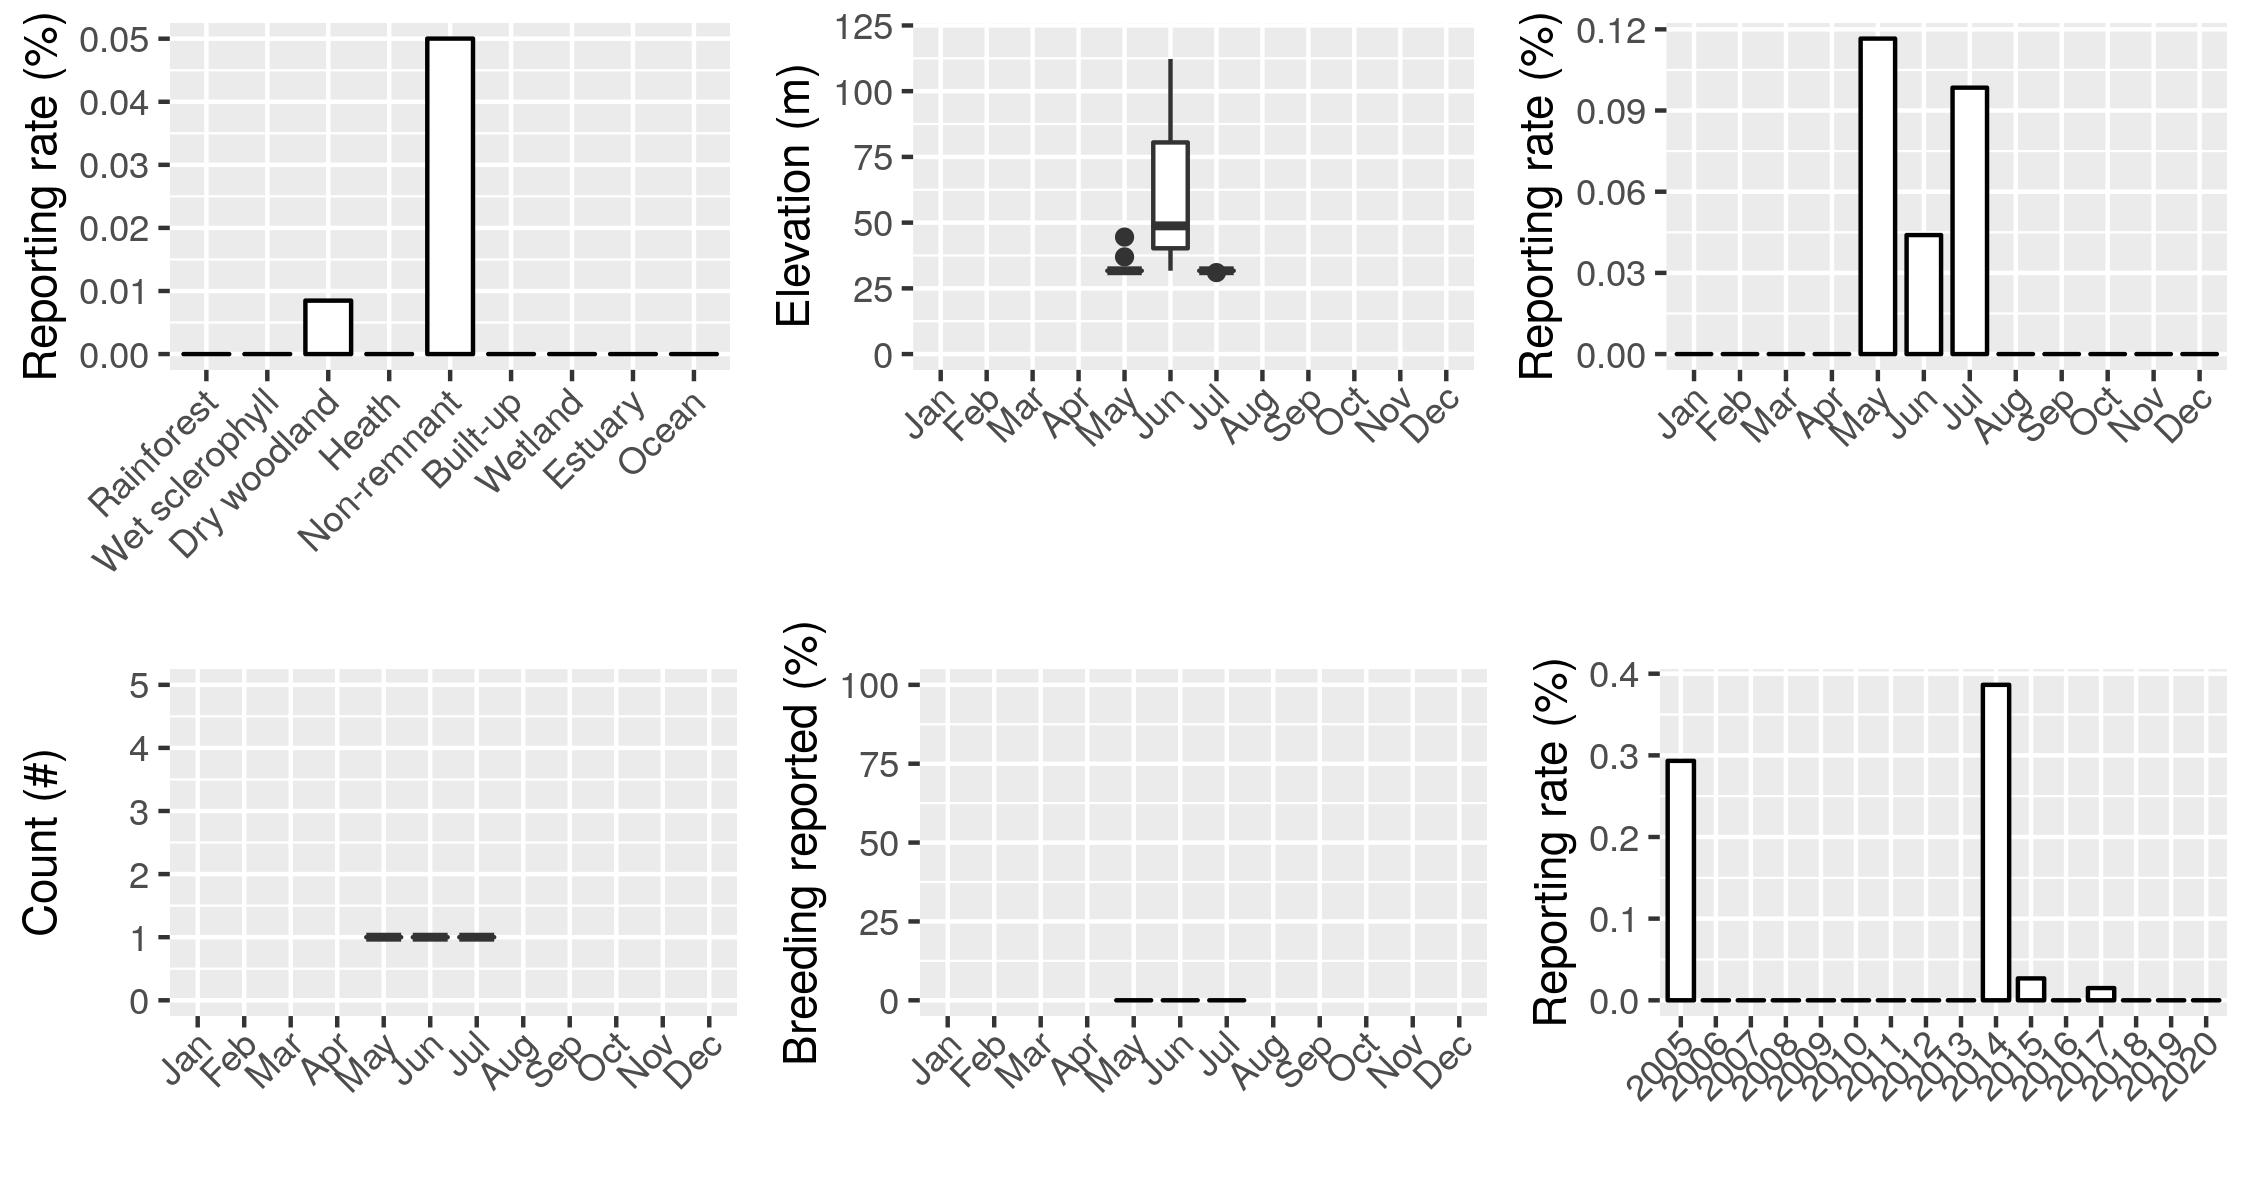 Reporting rate (%)
0.05
0.04
0.03
0.02
0.01
0.00
Rainforest
Wet sclerophyll
Dry woodland
Heath
Non-remnant
Built-up
Wetland
Estuary
Ocean
Elevation (m)
125
100
75
50
25
0
Jan
Feb
Mar
Apr
May
Jun
Jul
Aug
Sep
Oct
Nov
Dec
Reporting rate (%)
0.12
0.09
0.06
0.03
0.00
Jan
Feb
Mar
Apr
May
Jun
Jul
Aug
Sep
Oct
Nov
Dec
Count (#)
5
4
3
2
1
0
Jan
Feb
Mar
Apr
May
Jun
Jul
Aug
Sep
Oct
Nov
Dec
Breeding reported (%)
100
75
50
25
0
Jan
Feb
Mar
Apr
May
Jun
Jul
Aug
Sep
Oct
Nov
Dec
Reporting rate (%)
0.4
0.3
0.2
0.1
0.0
2005
2006
2007
2008
2009
2010
2011
2012
2013
2014
2015
2016
2017
2018
2019
2020